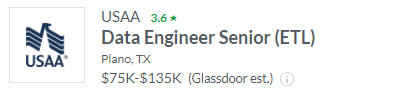 USAA®
USAA 3.6 ★
Data Engineer Senior (ETL)
Plano, TX
$75K-$135K (Glassdoor est.) i